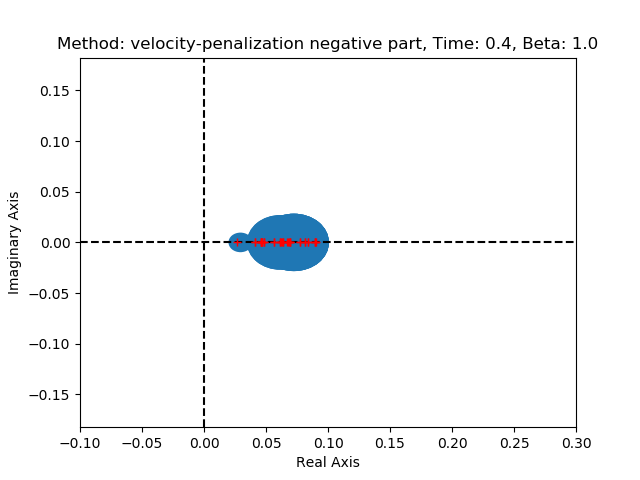 Method: velocity-penalization negative part, Time: 0.4, Beta: 1.0
Imaginary Axis
0.15
0.10
0.05
0.00
−0.05
−0.10
−0.15
−0.10 −0.05 0.00 0.05 0.10 0.15 0.20 0.25 0.30
Real Axis